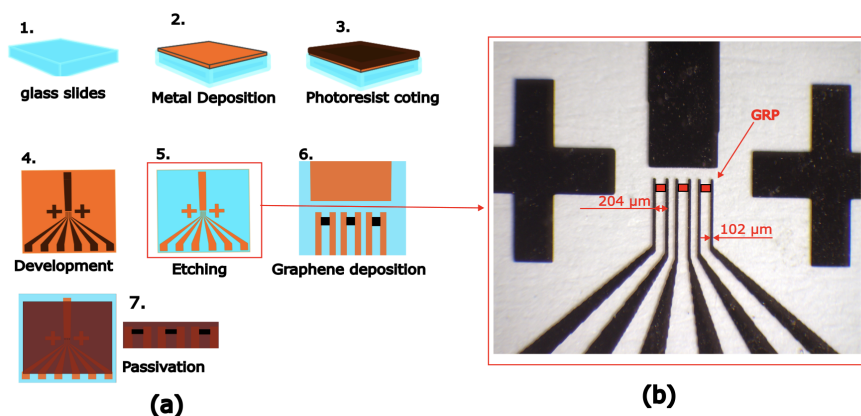 1.
glass slides
2.
Metal Deposition
3.
Photoresist coting
4.
Development
5.
Etching
6.
Graphene deposition
7.
Passivation
(a)
GRP
204 µm
102 µm
(b)